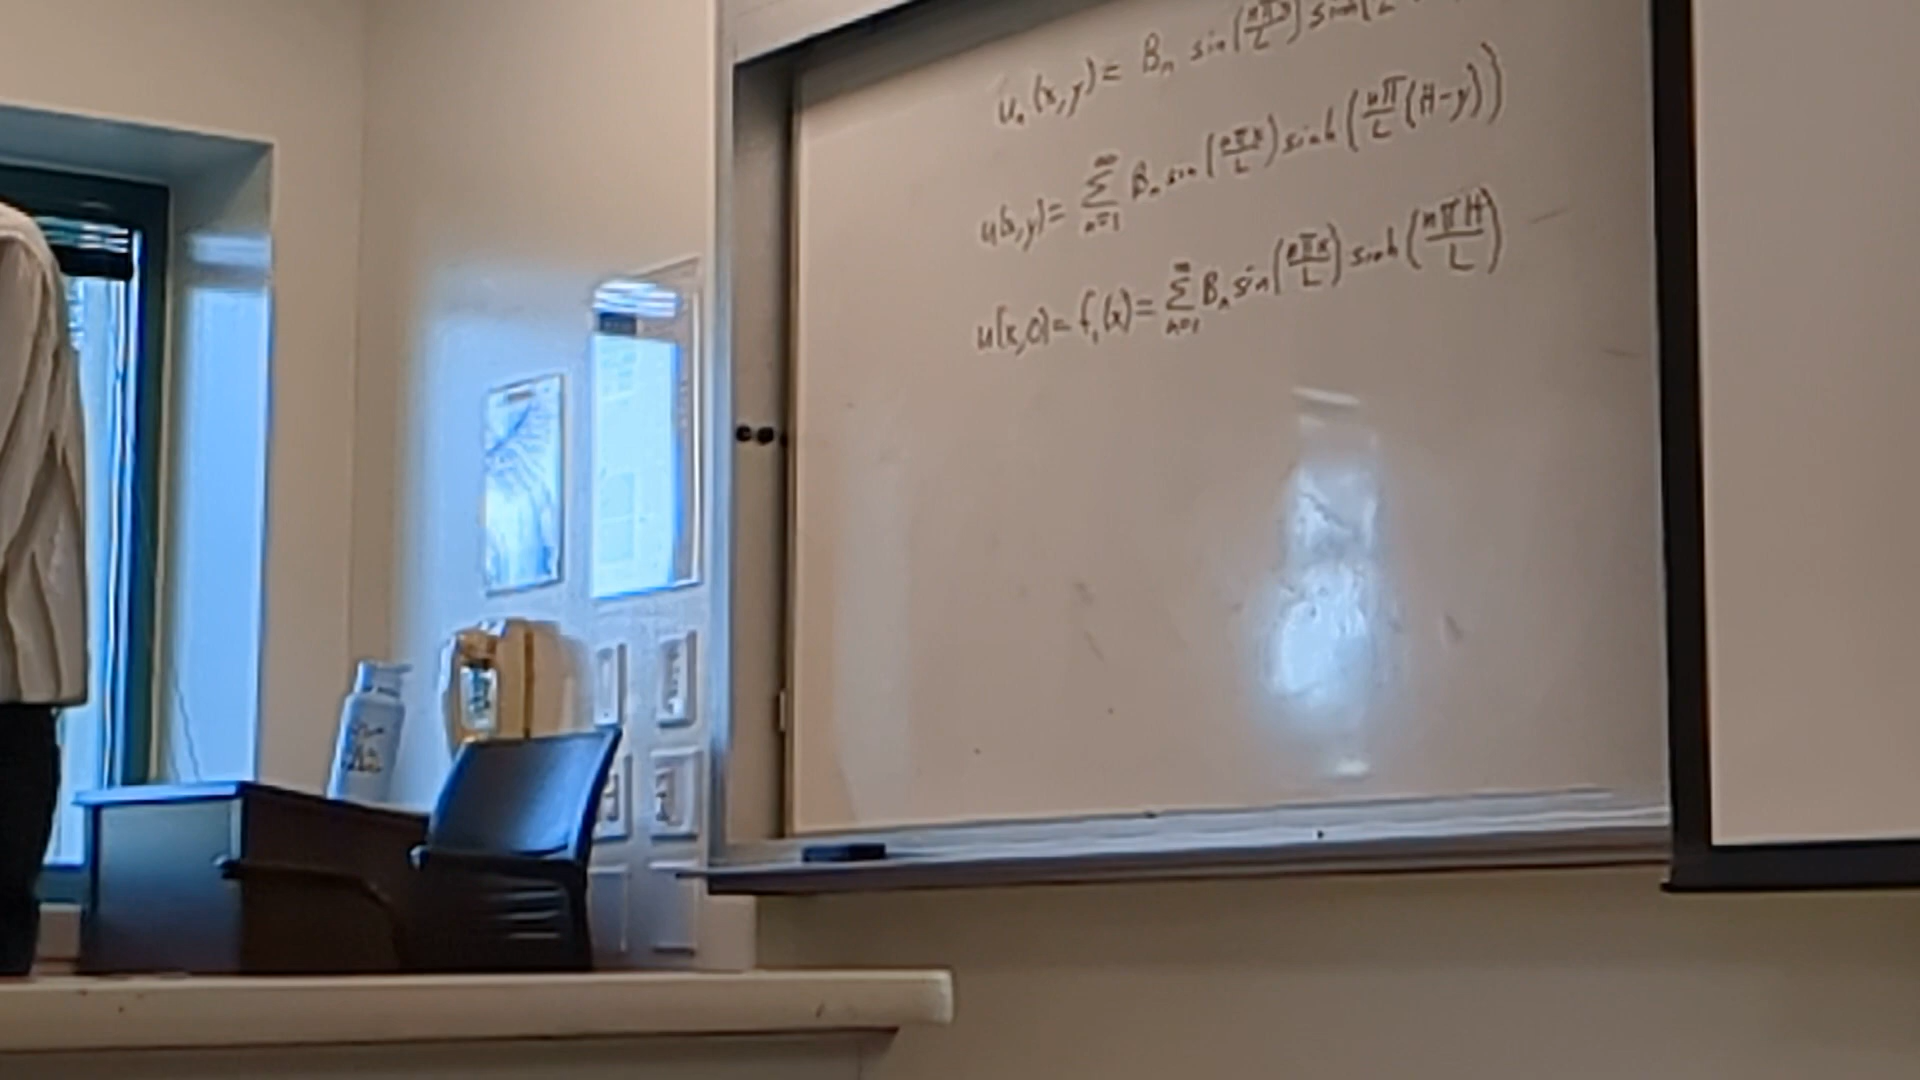 uₙ(x,y) = Bₙ sin(nπx/L) sinh(
u(x,y) = ∑_{n=1}^{∞} Bₙ sin(nπx/L) sinh(nπ/L (H-y))
u(x,0) = f₁(x) = ∑_{n=1}^{∞} Bₙ sin(nπx/L) sinh(nπH/L)